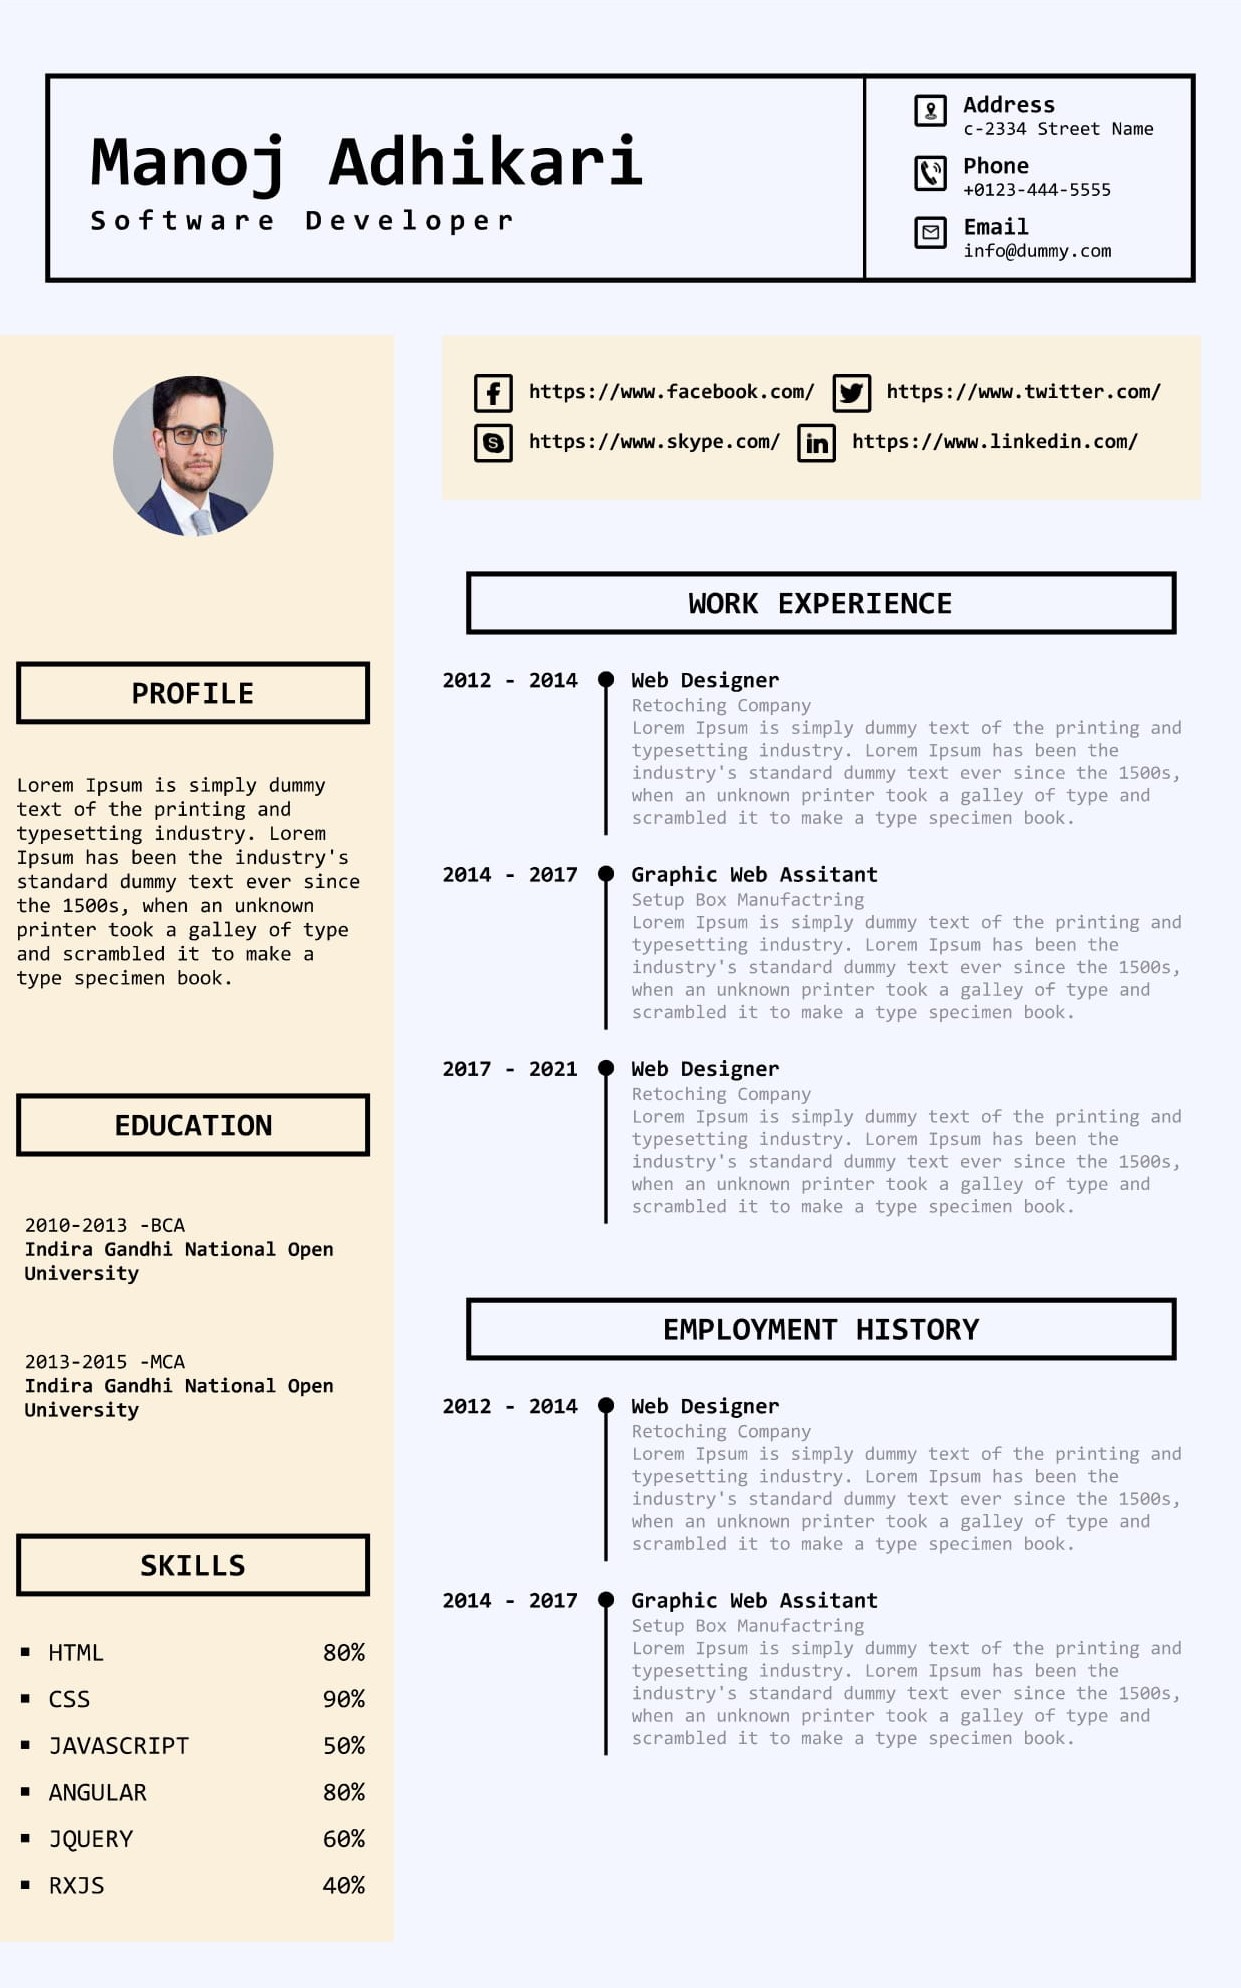 Manoj Adhikari
Software Developer
Address
c-2334 Street Name
Phone
+0123-444-5555
Email
info@dummy.com
https://www.facebook.com/ https://www.twitter.com/
https://www.skype.com/ https://www.linkedin.com/
PROFILE
Lorem Ipsum is simply dummy
text of the printing and
typesetting industry. Lorem
Ipsum has been the industry's
standard dummy text ever since
the 1500s, when an unknown
printer took a galley of type
and scrambled it to make a
type specimen book.
EDUCATION
2010-2013 -BCA
Indira Gandhi National Open
University
2013-2015 -MCA
Indira Gandhi National Open
University
SKILLS
▪ HTML 80%
▪ CSS 90%
▪ JAVASCRIPT 50%
▪ ANGULAR 80%
▪ JQUERY 60%
▪ RXJS 40%
WORK EXPERIENCE
2012 - 2014 Web Designer
Retoching Company
Lorem Ipsum is simply dummy text of the printing and
typesetting industry. Lorem Ipsum has been the
industry's standard dummy text ever since the 1500s,
when an unknown printer took a galley of type and
scrambled it to make a type specimen book.
2014 - 2017 Graphic Web Assitant
Setup Box Manufactring
Lorem Ipsum is simply dummy text of the printing and
typesetting industry. Lorem Ipsum has been the
industry's standard dummy text ever since the 1500s,
when an unknown printer took a galley of type and
scrambled it to make a type specimen book.
2017 - 2021 Web Designer
Retoching Company
Lorem Ipsum is simply dummy text of the printing and
typesetting industry. Lorem Ipsum has been the
industry's standard dummy text ever since the 1500s,
when an unknown printer took a galley of type and
scrambled it to make a type specimen book.
EMPLOYMENT HISTORY
2012 - 2014 Web Designer
Retoching Company
Lorem Ipsum is simply dummy text of the printing and
typesetting industry. Lorem Ipsum has been the
industry's standard dummy text ever since the 1500s,
when an unknown printer took a galley of type and
scrambled it to make a type specimen book.
2014 - 2017 Graphic Web Assitant
Setup Box Manufactring
Lorem Ipsum is simply dummy text of the printing and
typesetting industry. Lorem Ipsum has been the
industry's standard dummy text ever since the 1500s,
when an unknown printer took a galley of type and
scrambled it to make a type specimen book.